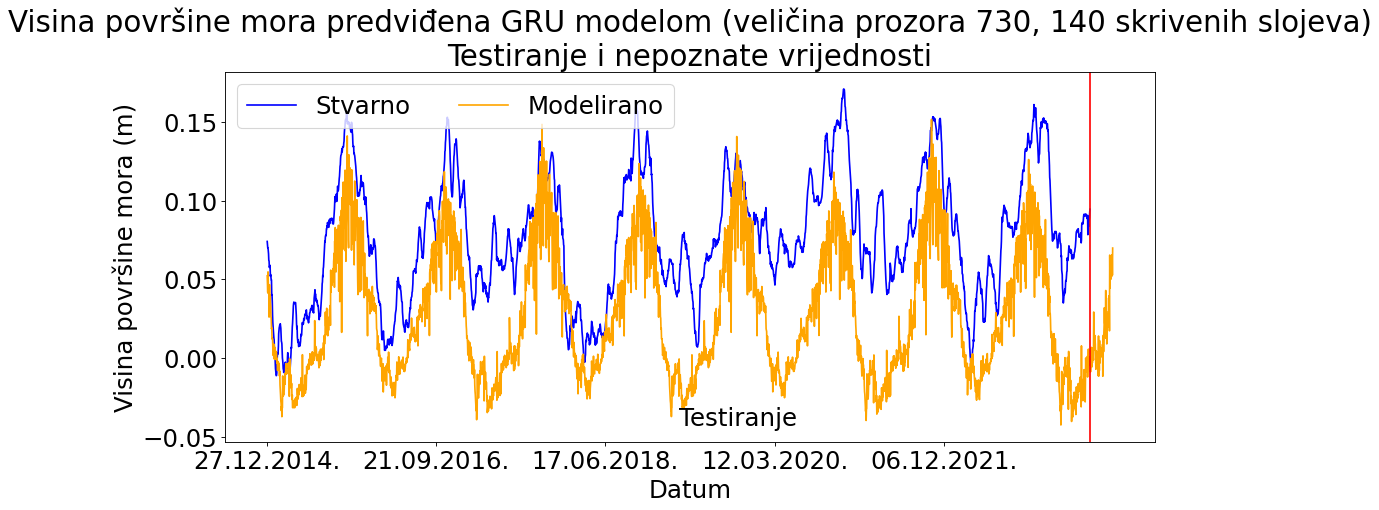 Visina površine mora predviđena GRU modelom (veličina prozora 730, 140 skrivenih slojeva)
Testiranje i nepoznate vrijednosti
Stvarno
Modelirano
Visina površine mora (m)
0.15
0.10
0.05
0.00
−0.05
Testiranje
27.12.2014.
21.09.2016.
17.06.2018.
12.03.2020.
06.12.2021.
Datum